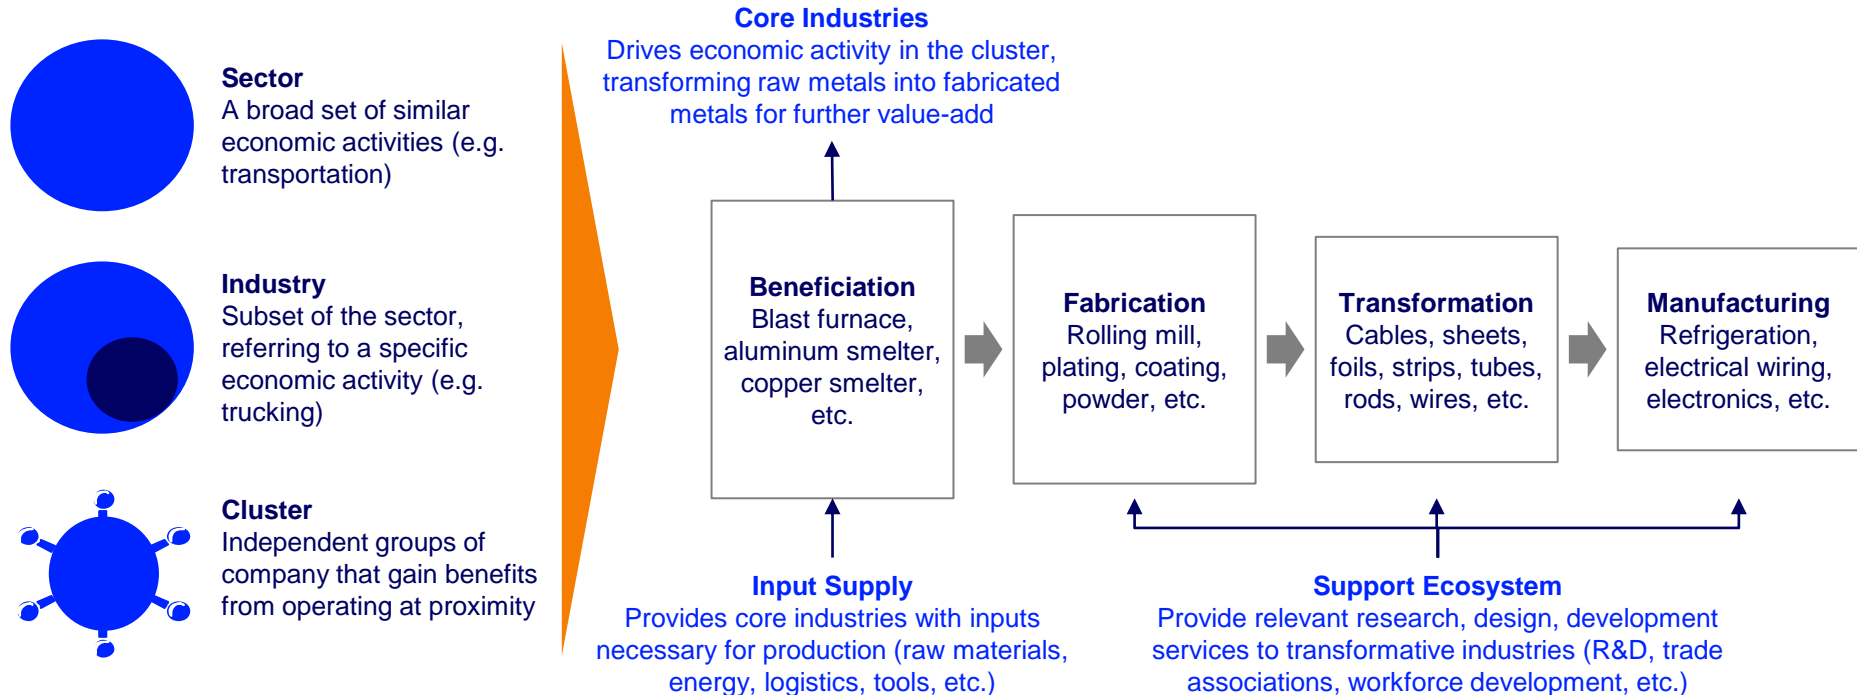 Sector
A broad set of similar
economic activities (e.g.
transportation)
Industry
Subset of the sector,
referring to a specific
economic activity (e.g.
trucking)
Cluster
Independent groups of
company that gain benefits
from operating at proximity
Core Industries
Drives economic activity in the cluster,
transforming raw metals into fabricated
metals for further value-add
Beneficiation
Blast furnace,
aluminum smelter,
copper smelter,
etc.
Fabrication
Rolling mill,
plating, coating,
powder, etc.
Transformation
Cables, sheets,
foils, strips, tubes,
rods, wires, etc.
Manufacturing
Refrigeration,
electrical wiring,
electronics, etc.
Input Supply
Provides core industries with inputs
necessary for production (raw materials,
energy, logistics, tools, etc.)
Support Ecosystem
Provide relevant research, design, development
services to transformative industries (R&D, trade
associations, workforce development, etc.)